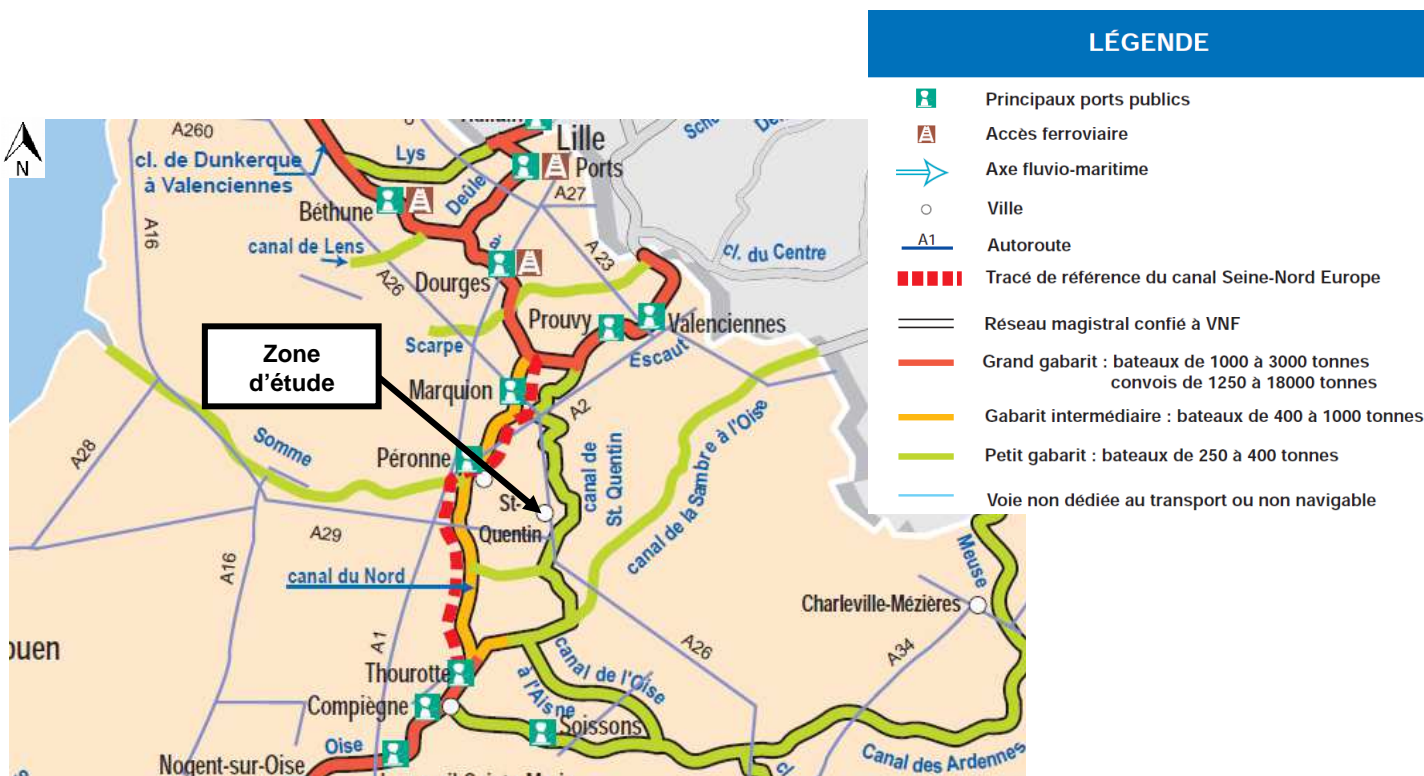 LÉGENDE
Principaux ports publics
Accès ferroviaire
Axe fluvio-maritime
Ville
A1
Autoroute
Tracé de référence du canal Seine-Nord Europe
Réseau magistral confié à VNF
Grand gabarit : bateaux de 1000 à 3000 tonnes
convois de 1250 à 18000 tonnes
Gabarit intermédiaire : bateaux de 400 à 1000 tonnes
Petit gabarit : bateaux de 250 à 400 tonnes
Voie non dédiée au transport ou non navigable
N
A260
cl. de Dunkerque
à Valenciennes
Lys
Lille
Ports
A27
Deûle
Béthune
A16
canal de Lens
A26
Dourges
A 23
cl. du Centre
Prouvy
Valenciennes
Escaut
Scarpe
Zone
d'étude
Marquion
A2
Somme
A28
Péronne
St-
Quentin
canal de
St. Quentin
canal de la Sambre à l'Oise
A29
A16
canal du Nord
Meuse
Charleville-Mézières
A1
A26
A34
Thourotte
canal de l'Oise
à l'Aisne
Compiègne
Soissons
Oise
Nogent-sur-Oise
Canal des Ardennes